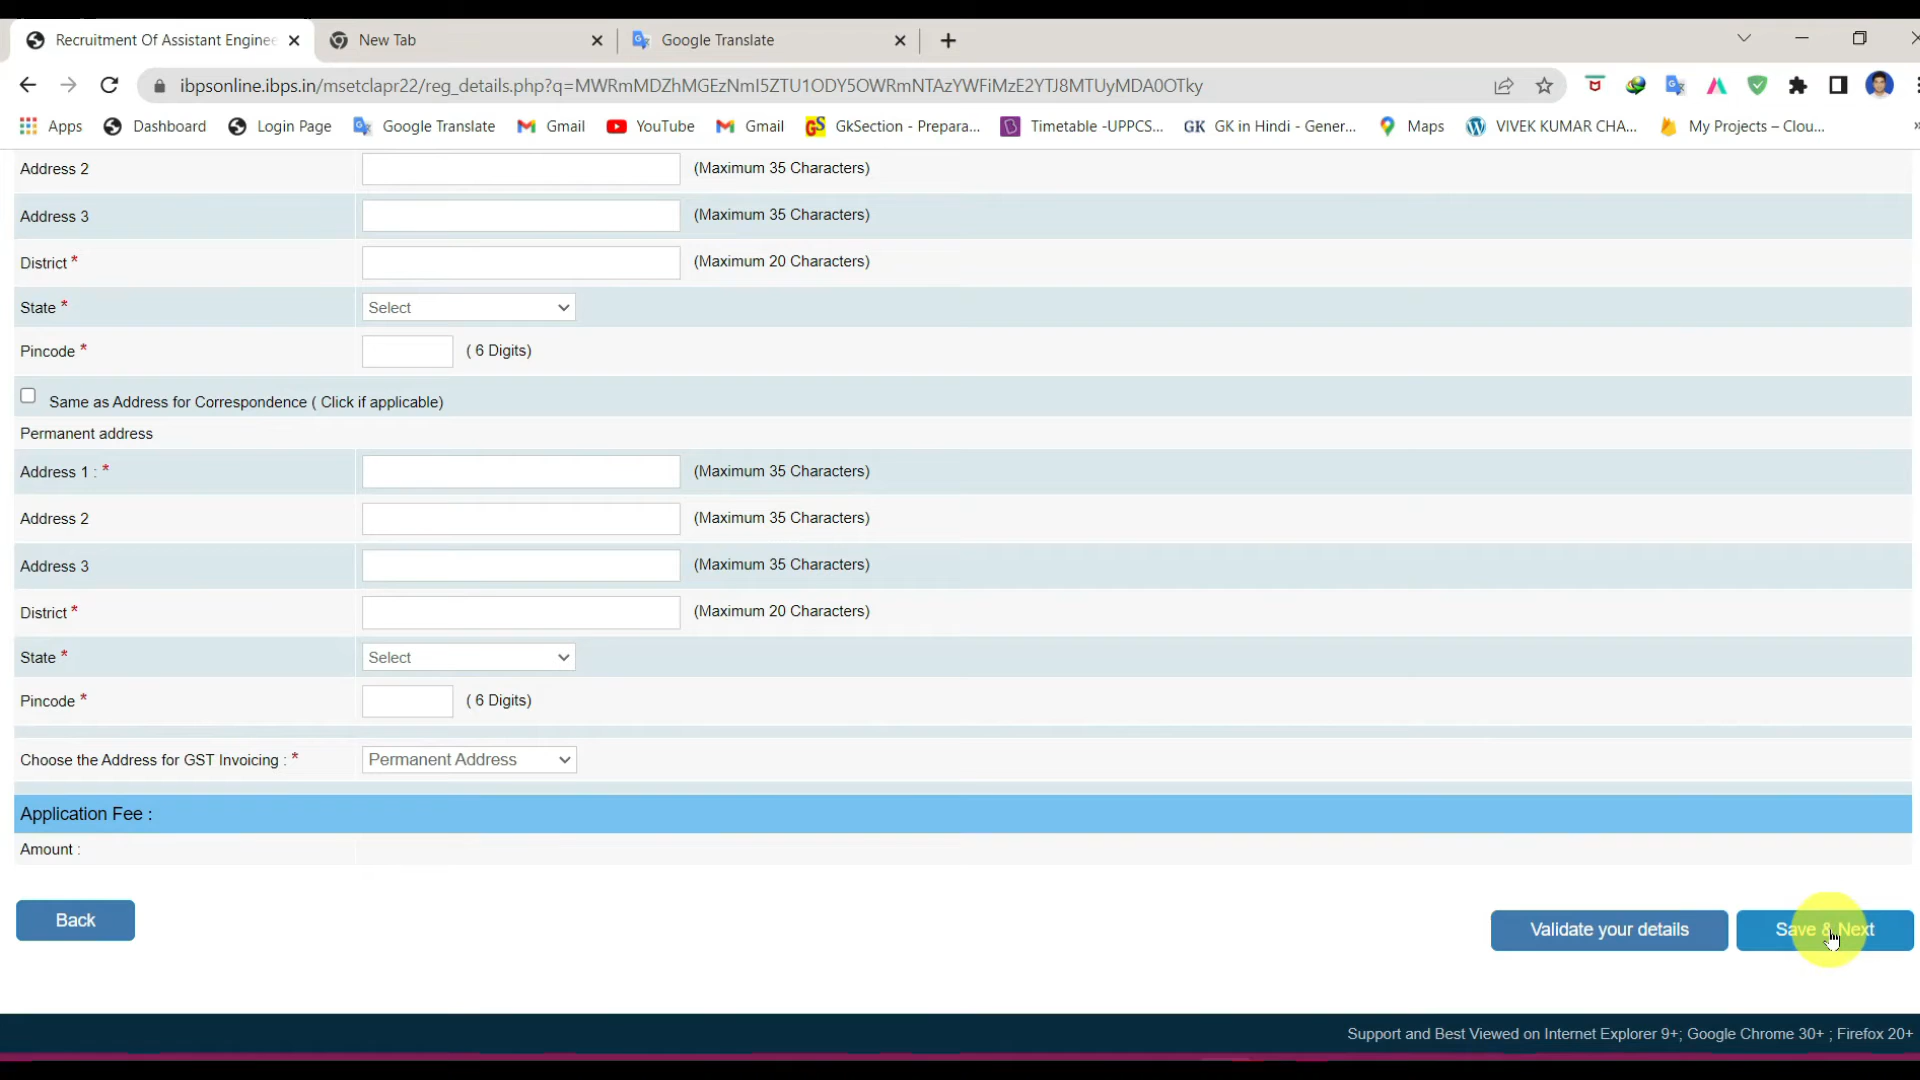 Recruitment Of Assistant Enginee
New Tab
Google Translate
ibpsonline.ibps.in/msetclapr22/reg_details.php?q=MWRmMDZhMGEzNmI5ZTU1ODY5OWRmNTAzYWFiMzE2YTJ8MTUyMDA0OTky
Apps Dashboard Login Page Google Translate Gmail YouTube Gmail GkSection - Prepara... Timetable -UPPCS... GK GK in Hindi - Gener... Maps VIVEK KUMAR CHA... My Projects – Clou...
Address 2 (Maximum 35 Characters)
Address 3 (Maximum 35 Characters)
District * (Maximum 20 Characters)
State * Select
Pincode * ( 6 Digits)
Same as Address for Correspondence ( Click if applicable)
Permanent address
Address 1 : * (Maximum 35 Characters)
Address 2 (Maximum 35 Characters)
Address 3 (Maximum 35 Characters)
District * (Maximum 20 Characters)
State * Select
Pincode * ( 6 Digits)
Choose the Address for GST Invoicing : * Permanent Address
Application Fee :
Amount :
Back
Validate your details
Save & Next
Support and Best Viewed on Internet Explorer 9+; Google Chrome 30+ ; Firefox 20+